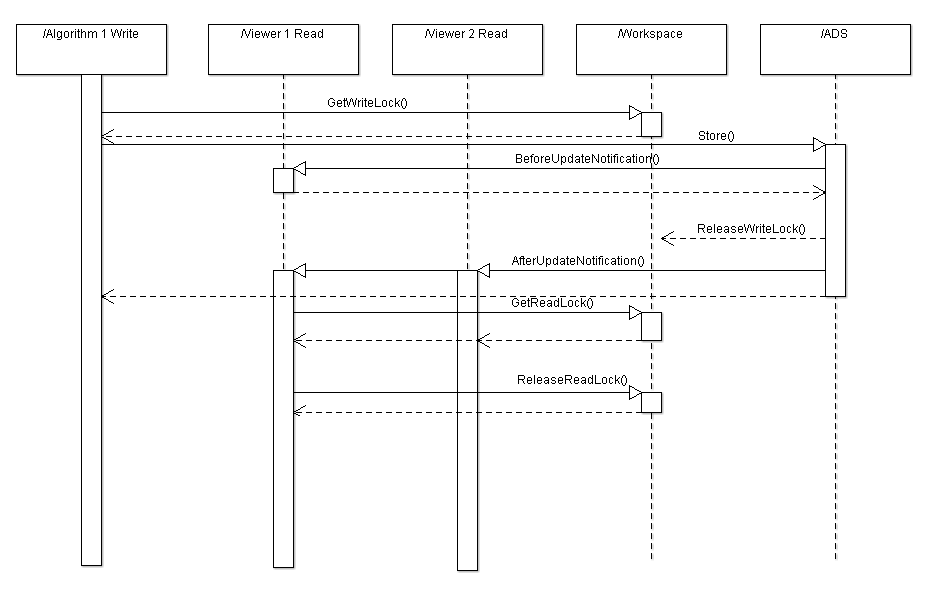 /Algorithm 1 Write
/Viewer 1 Read
/Viewer 2 Read
/Workspace
/ADS
GetWriteLock()
Store()
BeforeUpdateNotification()
ReleaseWriteLock()
AfterUpdateNotification()
GetReadLock()
ReleaseReadLock()